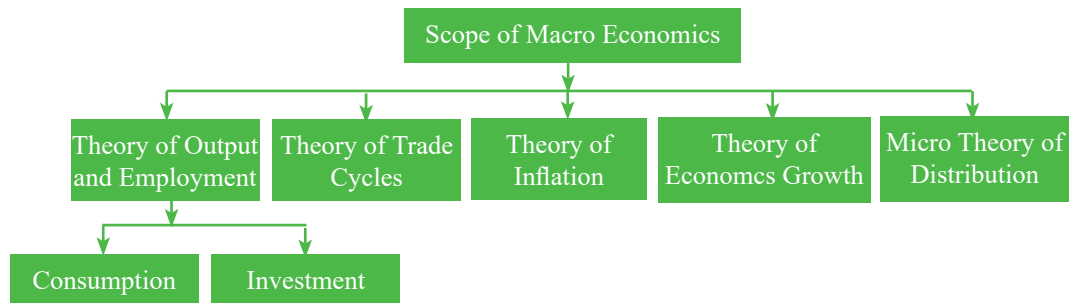 Scope of Macro Economics
Theory of Output
and Employment
Theory of Trade
Cycles
Theory of
Inflation
Theory of
Economcs Growth
Micro Theory of
Distribution
Consumption
Investment